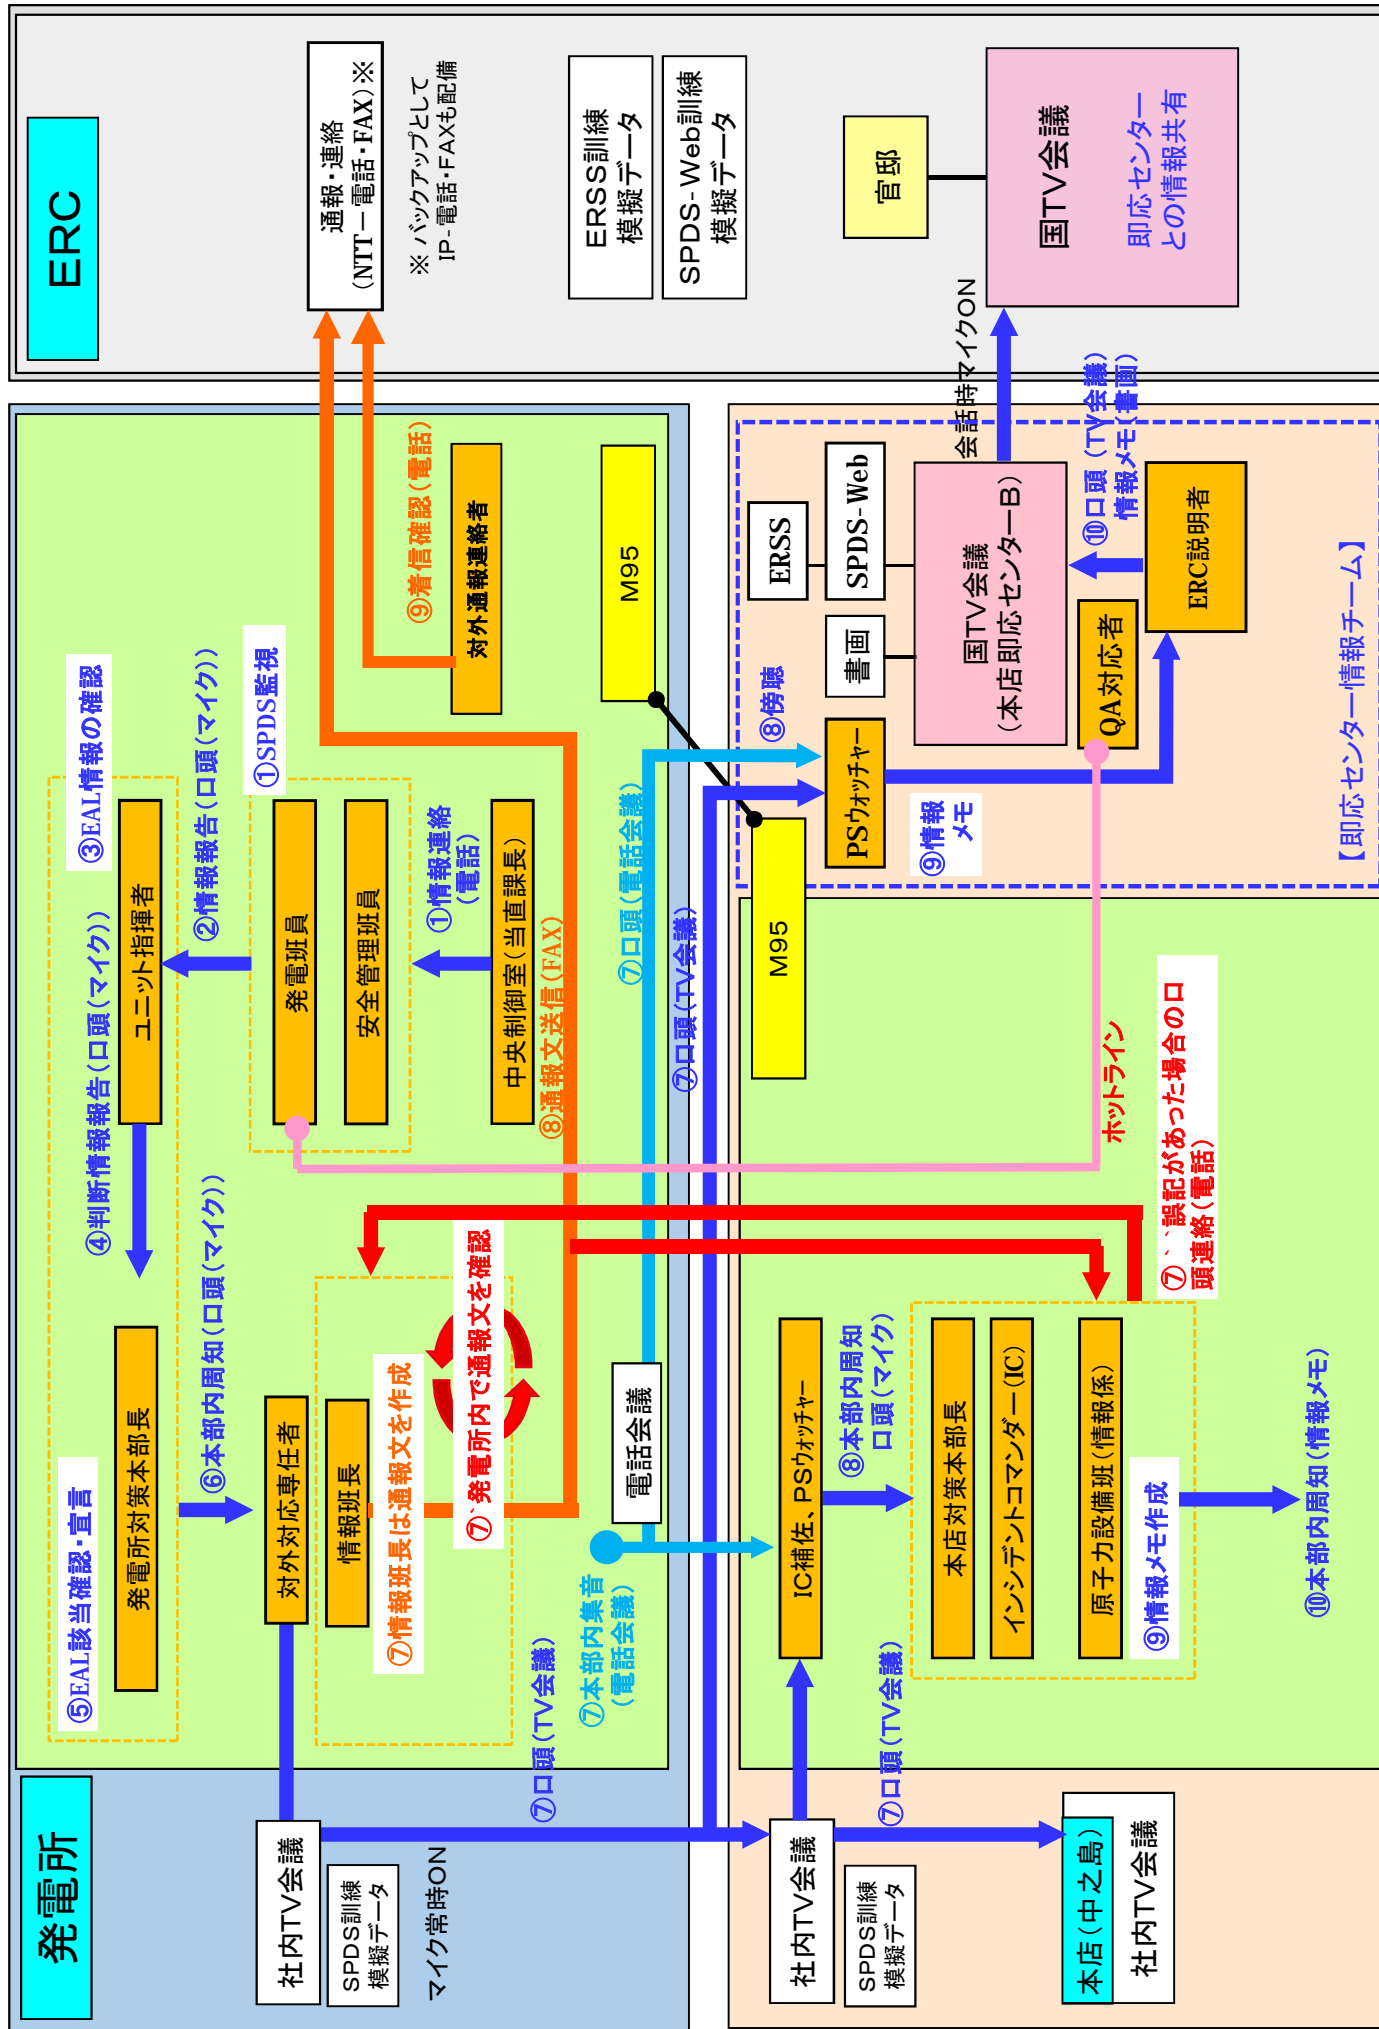 発電所
社内TV会議
SPDS訓練
模擬データ
マイク常時ON
⑤EAL該当確認・宣言
発電所対策本部長
④判断情報報告(口頭(マイク))
ユニット指揮者
③EAL情報の確認
②情報報告(口頭(マイク))
①SPDS監視
発電班員
安全管理班員
①情報連絡
(電話)
中央制御室(当直課長)
⑥本部内周知(口頭(マイク))
対外対応専任者
情報班長
⑦情報班長は通報文を作成
⑦`発電所内で通報文を確認
⑧通報文送信(FAX)
⑨着信確認(電話)
対外通報連絡者
M95
電話会議
⑦本部内集音
(電話会議)
⑦口頭(TV会議)
⑦口頭(電話会議)
⑦口頭(TV会議)
ERC
通報・連絡
(NTT－電話・FAX)※
※ バックアップとして
IP-電話・FAXも配備
ERSS訓練
模擬データ
SPDS-Web訓練
模擬データ
官邸
国TV会議
即応センター
との情報共有
会話時マイクON
社内TV会議
SPDS訓練
模擬データ
⑦口頭(TV会議)
本店(中之島)
社内TV会議
IC補佐、PSウォッチャー
⑧本部内周知
口頭(マイク)
本店対策本部長
インシデントコマンダー(IC)
原子力設備班(情報係)
⑨情報メモ作成
⑩本部内周知(情報メモ)
⑦``誤記があった場合の口
頭連絡(電話)
ホットライン
M95
⑧傍聴
PSウォッチャー
⑨情報
メモ
書画
ERSS
SPDS-Web
国TV会議
(本店即応センターB)
QA対応者
ERC説明者
⑩口頭(TV会議)
情報メモ(書画)
【即応センター情報チーム】